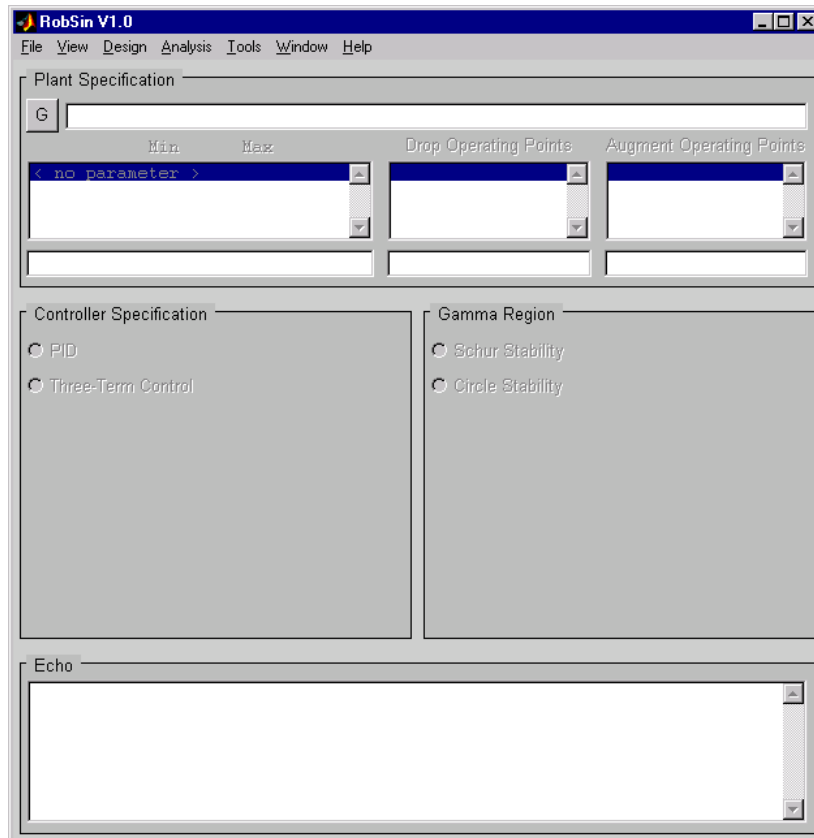 RobSin V1.0
File View Design Analysis Tools Window Help
Plant Specification
G
Min Max Drop Operating Points Augment Operating Points
< no parameter >
Controller Specification Gamma Region
PID Schur Stability
Three-Term Control Circle Stability
Echo